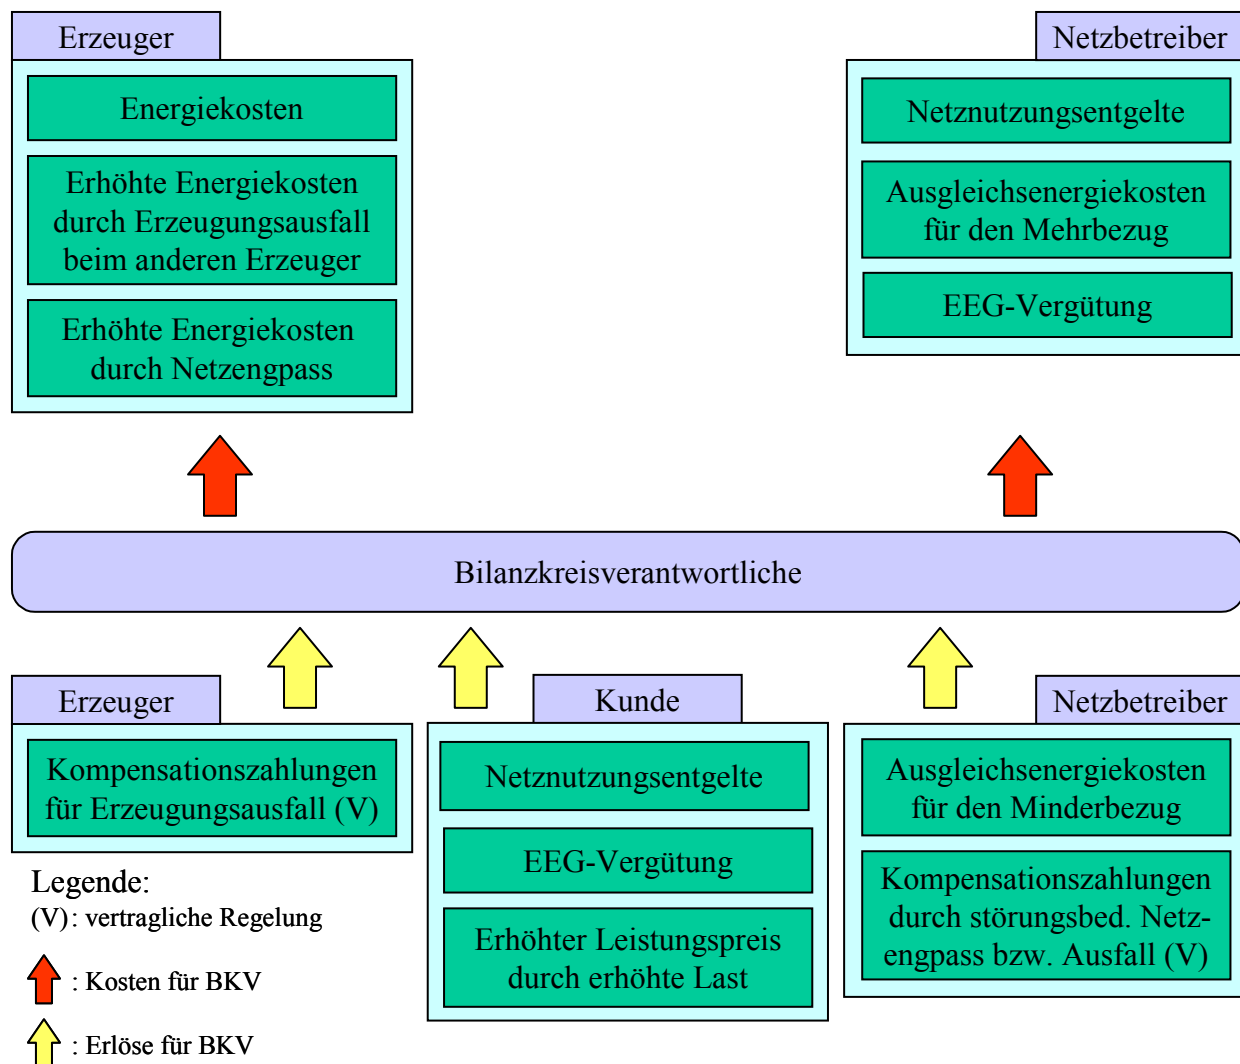 Erzeuger
Energiekosten
Erhöhte Energiekosten
durch Erzeugungsausfall
beim anderen Erzeuger
Erhöhte Energiekosten
durch Netzengpass
Netzbetreiber
Netznutzungsentgelte
Ausgleichsenergiekosten
für den Mehrbezug
EEG-Vergütung
Bilanzkreisverantwortliche
Erzeuger
Kompensationszahlungen
für Erzeugungsausfall (V)
Kunde
Netznutzungsentgelte
EEG-Vergütung
Erhöhter Leistungspreis
durch erhöhte Last
Netzbetreiber
Ausgleichsenergiekosten
für den Minderbezug
Kompensationszahlungen
durch störungsbed. Netz-
engpass bzw. Ausfall (V)
Legende:
(V): vertragliche Regelung
: Kosten für BKV
: Erlöse für BKV